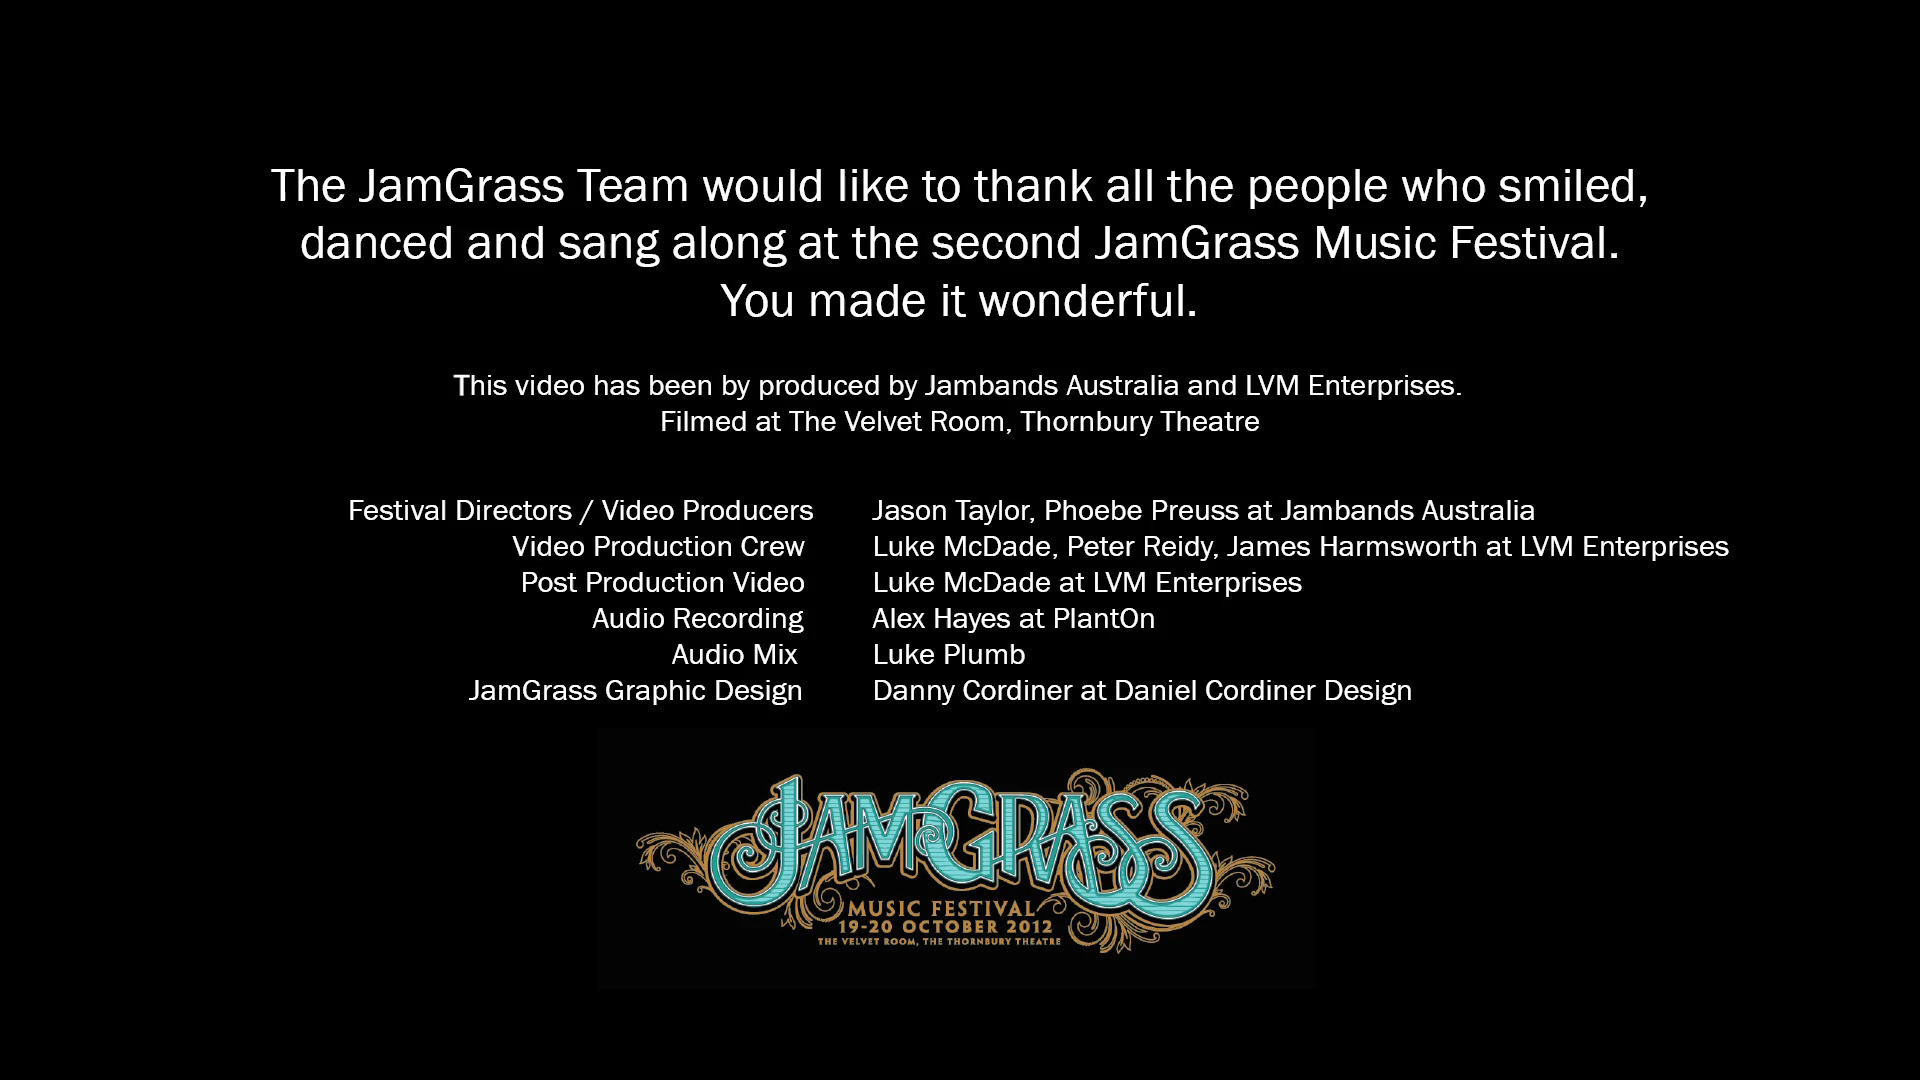 The JamGrass Team would like to thank all the people who smiled,
danced and sang along at the second JamGrass Music Festival.
You made it wonderful.
This video has been by produced by Jambands Australia and LVM Enterprises.
Filmed at The Velvet Room, Thornbury Theatre
Festival Directors / Video Producers Jason Taylor, Phoebe Preuss at Jambands Australia
Video Production Crew Luke McDade, Peter Reidy, James Harmsworth at LVM Enterprises
Post Production Video Luke McDade at LVM Enterprises
Audio Recording Alex Hayes at PlantOn
Audio Mix Luke Plumb
JamGrass Graphic Design Danny Cordiner at Daniel Cordiner Design
JAMGRASS
MUSIC FESTIVAL
19-20 OCTOBER 2012
THE VELVET ROOM, THE THORNBURY THEATRE